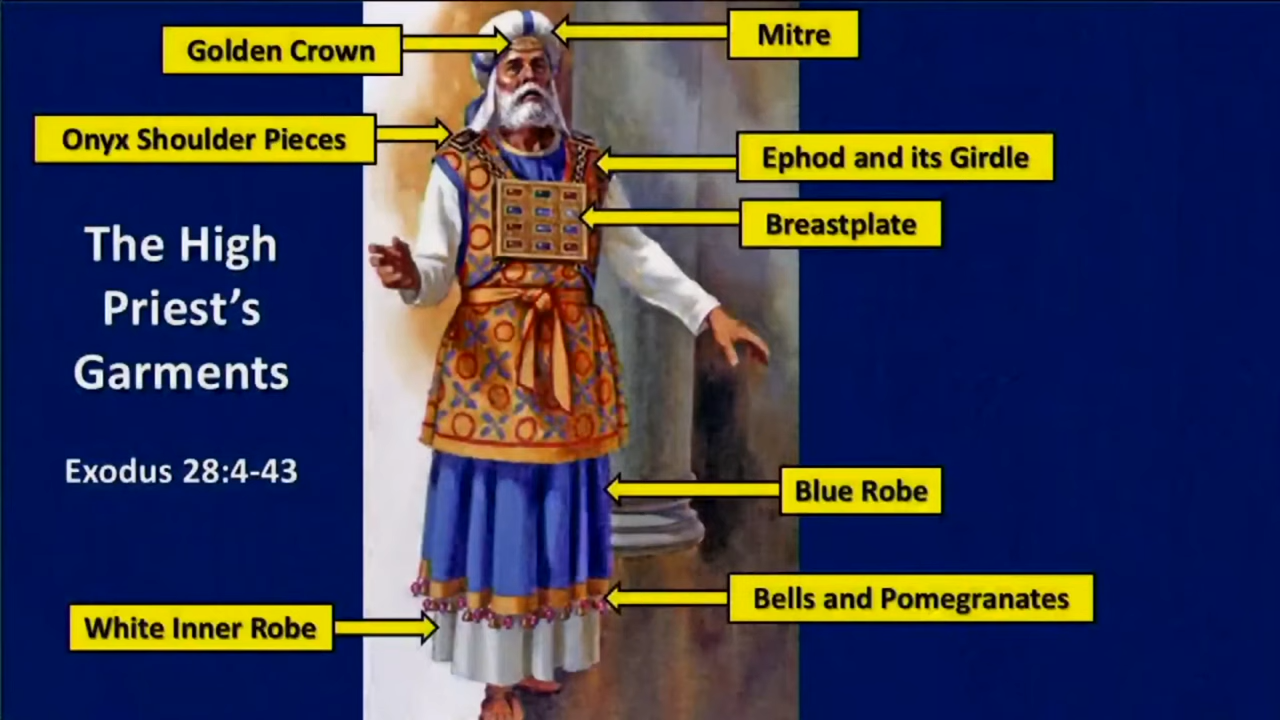 Golden Crown
Mitre
Onyx Shoulder Pieces
Ephod and its Girdle
Breastplate
The High
Priest's
Garments
Exodus 28:4-43
Blue Robe
Bells and Pomegranates
White Inner Robe